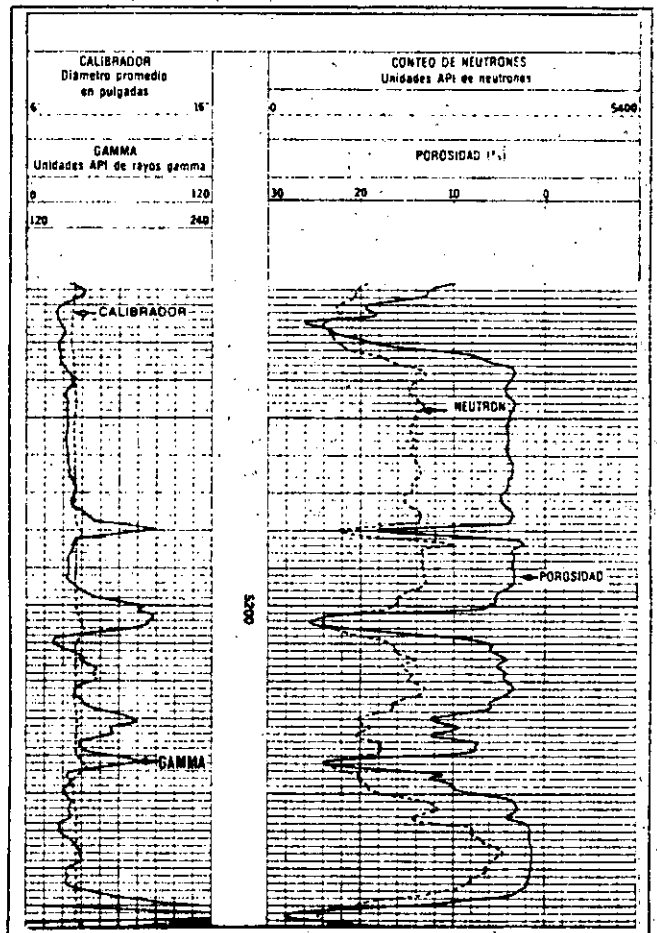 CALIBRADOR
Diámetro promedio
en pulgadas
6 16
GAMMA
Unidades API de rayos gamma
0 120
120 240
CONTEO DE NEUTRONES
Unidades API de neutrones
0 5400
POROSIDAD (%)
30 20 10 0
CALIBRADOR
NEUTRON
POROSIDAD
5200
GAMMA